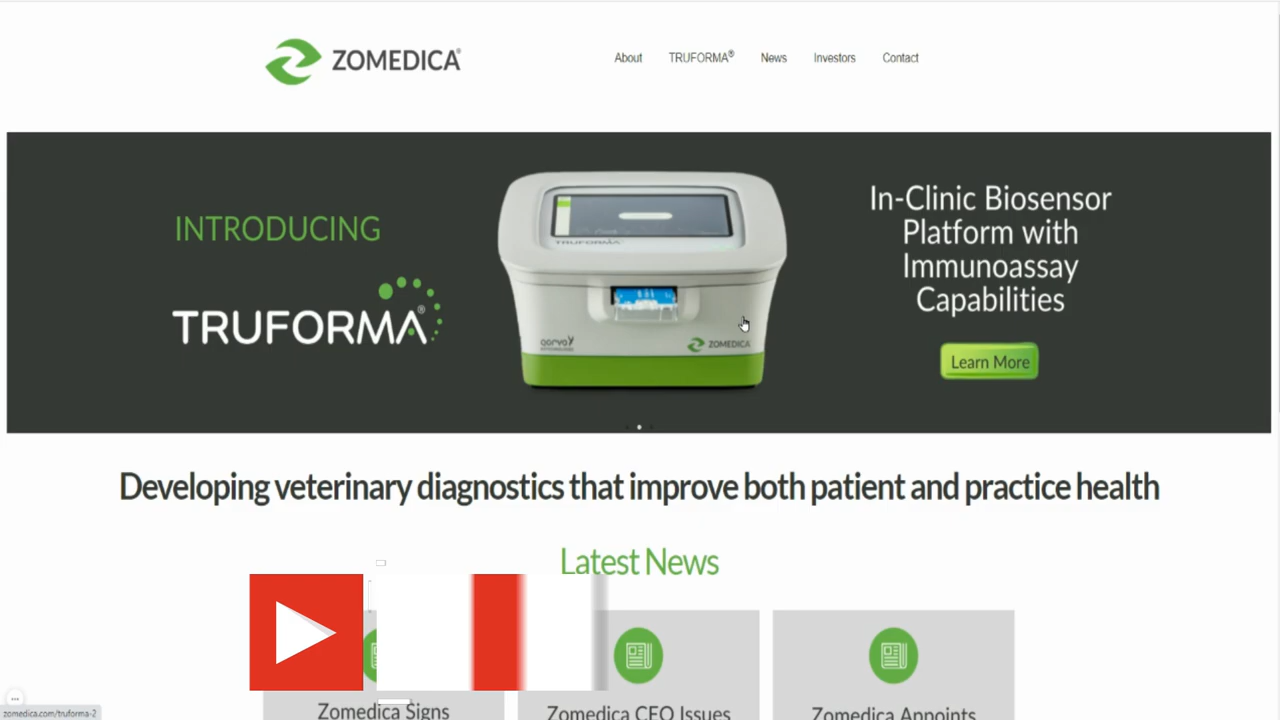 ZOMEDICA®
About TRUFORMA® News Investors Contact
INTRODUCING
TRUFORMA®
TRUFORMA
qorvo
ZOMEDICA
In-Clinic Biosensor
Platform with
Immunoassay
Capabilities
Learn More
Developing veterinary diagnostics that improve both patient and practice health
Latest News
Zomedica Signs
Zomedica CEO Issues
Zomedica Appoints
zomedica.com/truforma-2